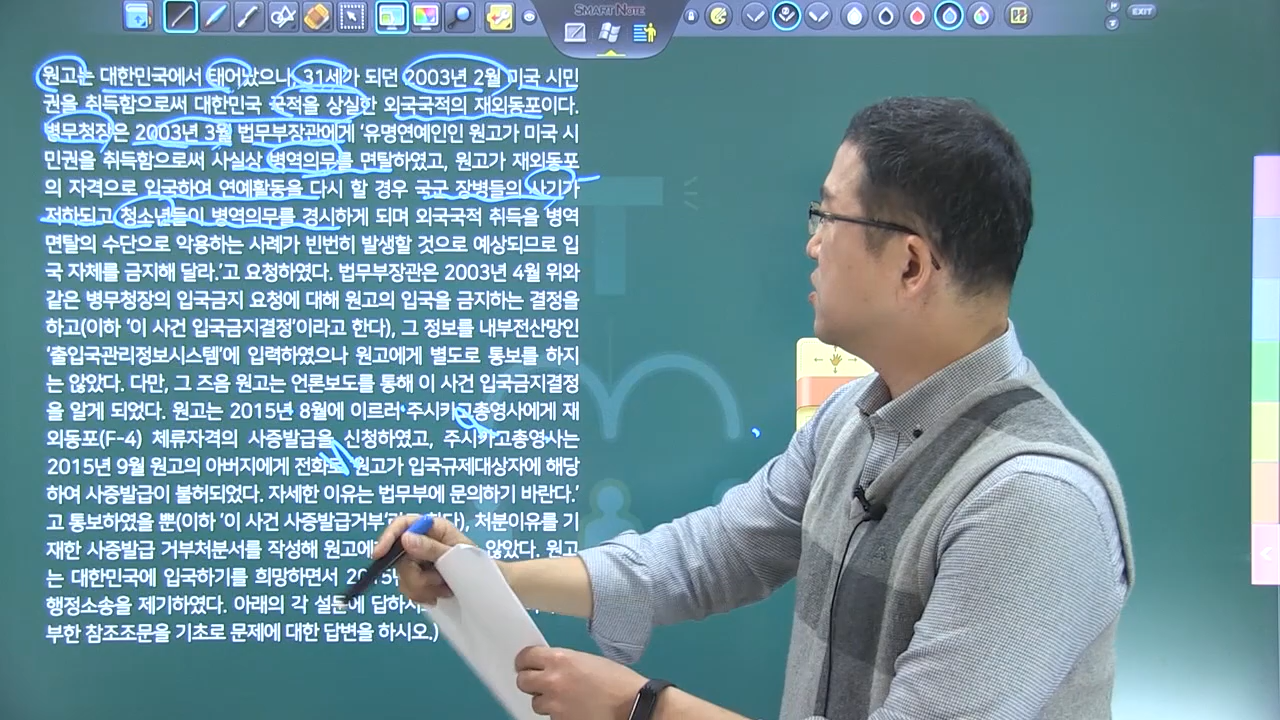 SMART NOTE
EXIT
원고는 대한민국에서 태어났으나 31세가 되던 2003년 2월 미국 시민
권을 취득함으로써 대한민국 국적을 상실한 외국국적의 재외동포이다.
병무청장은 2003년 3월 법무부장관에게 ‘유명연예인인 원고가 미국 시
민권을 취득함으로써 사실상 병역의무를 면탈하였고, 원고가 재외동포
의 자격으로 입국하여 연예활동을 다시 할 경우 국군 장병들의 사기가
저하되고 청소년들이 병역의무를 경시하게 되며 외국국적 취득을 병역
면탈의 수단으로 악용하는 사례가 빈번히 발생할 것으로 예상되므로 입
국 자체를 금지해 달라.’고 요청하였다. 법무부장관은 2003년 4월 위와
같은 병무청장의 입국금지 요청에 대해 원고의 입국을 금지하는 결정을
하고(이하 ‘이 사건 입국금지결정’이라고 한다), 그 정보를 내부전산망인
‘출입국관리정보시스템’에 입력하였으나 원고에게 별도로 통보를 하지
는 않았다. 다만, 그 즈음 원고는 언론보도를 통해 이 사건 입국금지결정
을 알게 되었다. 원고는 2015년 8월에 이르러 주시카고총영사에게 재
외동포(F-4) 체류자격의 사증발급을 신청하였고, 주시카고총영사는
2015년 9월 원고의 아버지에게 전화로 ‘원고가 입국규제대상자에 해당
하여 사증발급이 불허되었다. 자세한 이유는 법무부에 문의하기 바란다.’
고 통보하였을 뿐(이하 ‘이 사건 사증발급거부’ 한다), 처분이유를 기
재한 사증발급 거부처분서를 작성해 원고에 않았다. 원고
는 대한민국에 입국하기를 희망하면서 2015년
행정소송을 제기하였다. 아래의 각 설문에 답하시
부한 참조조문을 기초로 문제에 대한 답변을 하시오.)